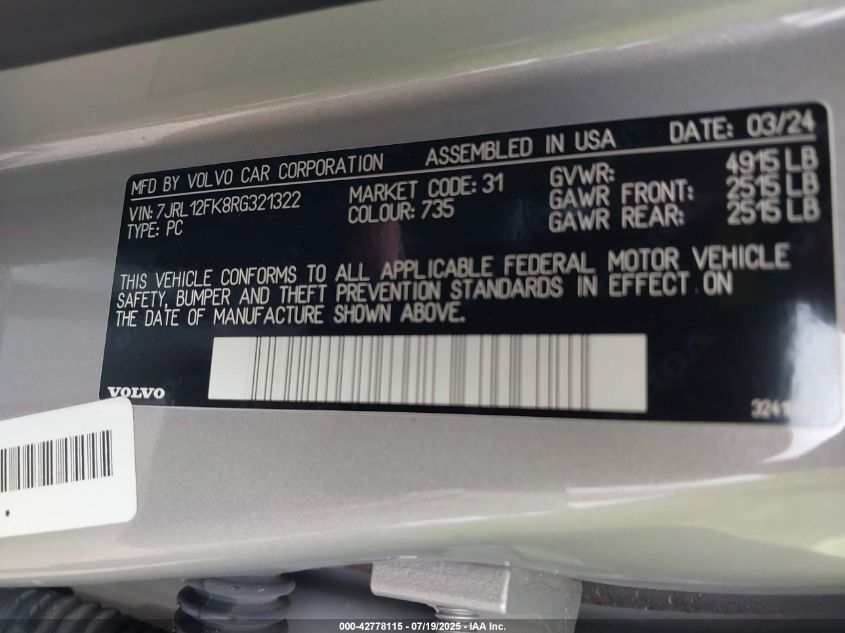 MFD BY VOLVO CAR CORPORATION ASSEMBLED IN USA DATE: 03/24
VIN: 7JRL12FK8RG321322 MARKET CODE: 31 GVWR: 4915 LB
TYPE: PC COLOUR: 735 GAWR FRONT: 2515 LB
GAWR REAR: 2515 LB
THIS VEHICLE CONFORMS TO ALL APPLICABLE FEDERAL MOTOR VEHICLE
SAFETY, BUMPER AND THEFT PREVENTION STANDARDS IN EFFECT ON
THE DATE OF MANUFACTURE SHOWN ABOVE.
VOLVO
000-42778115 - 07/19/2025 - IAA Inc.